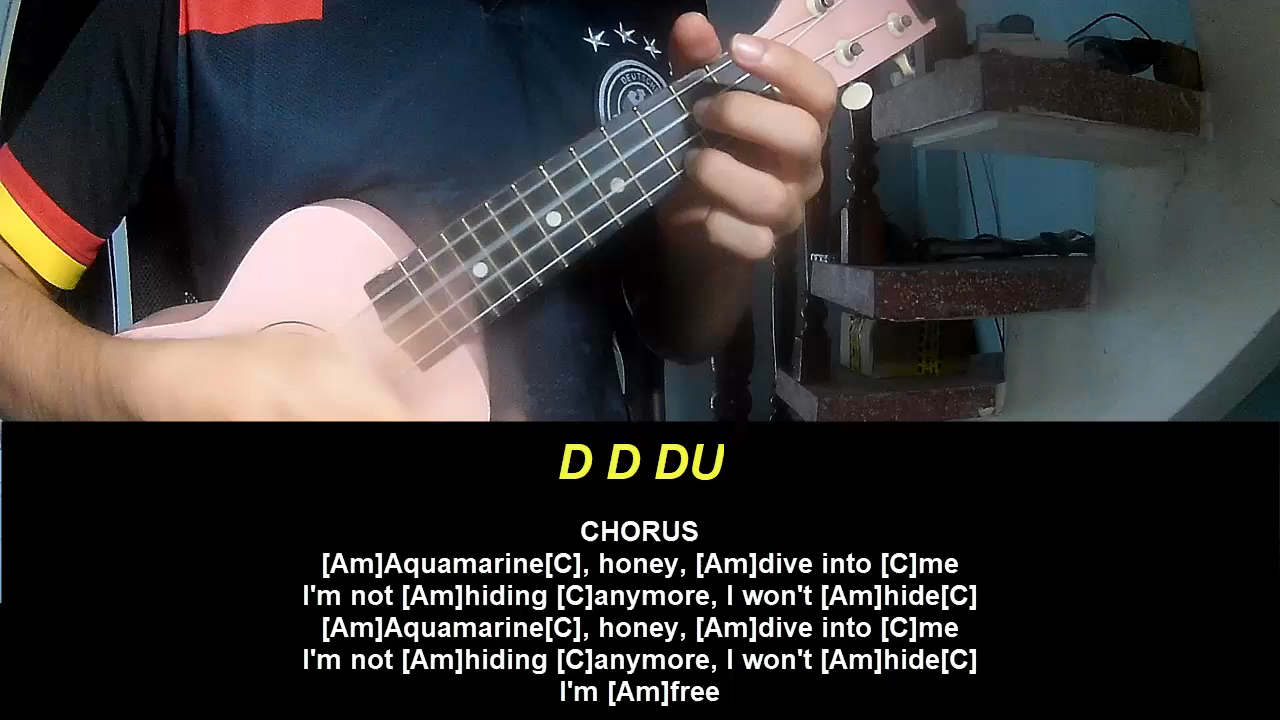 DEUTSCH
D D DU
CHORUS
[Am]Aquamarine[C], honey, [Am]dive into [C]me
I'm not [Am]hiding [C]anymore, I won't [Am]hide[C]
[Am]Aquamarine[C], honey, [Am]dive into [C]me
I'm not [Am]hiding [C]anymore, I won't [Am]hide[C]
I'm [Am]free